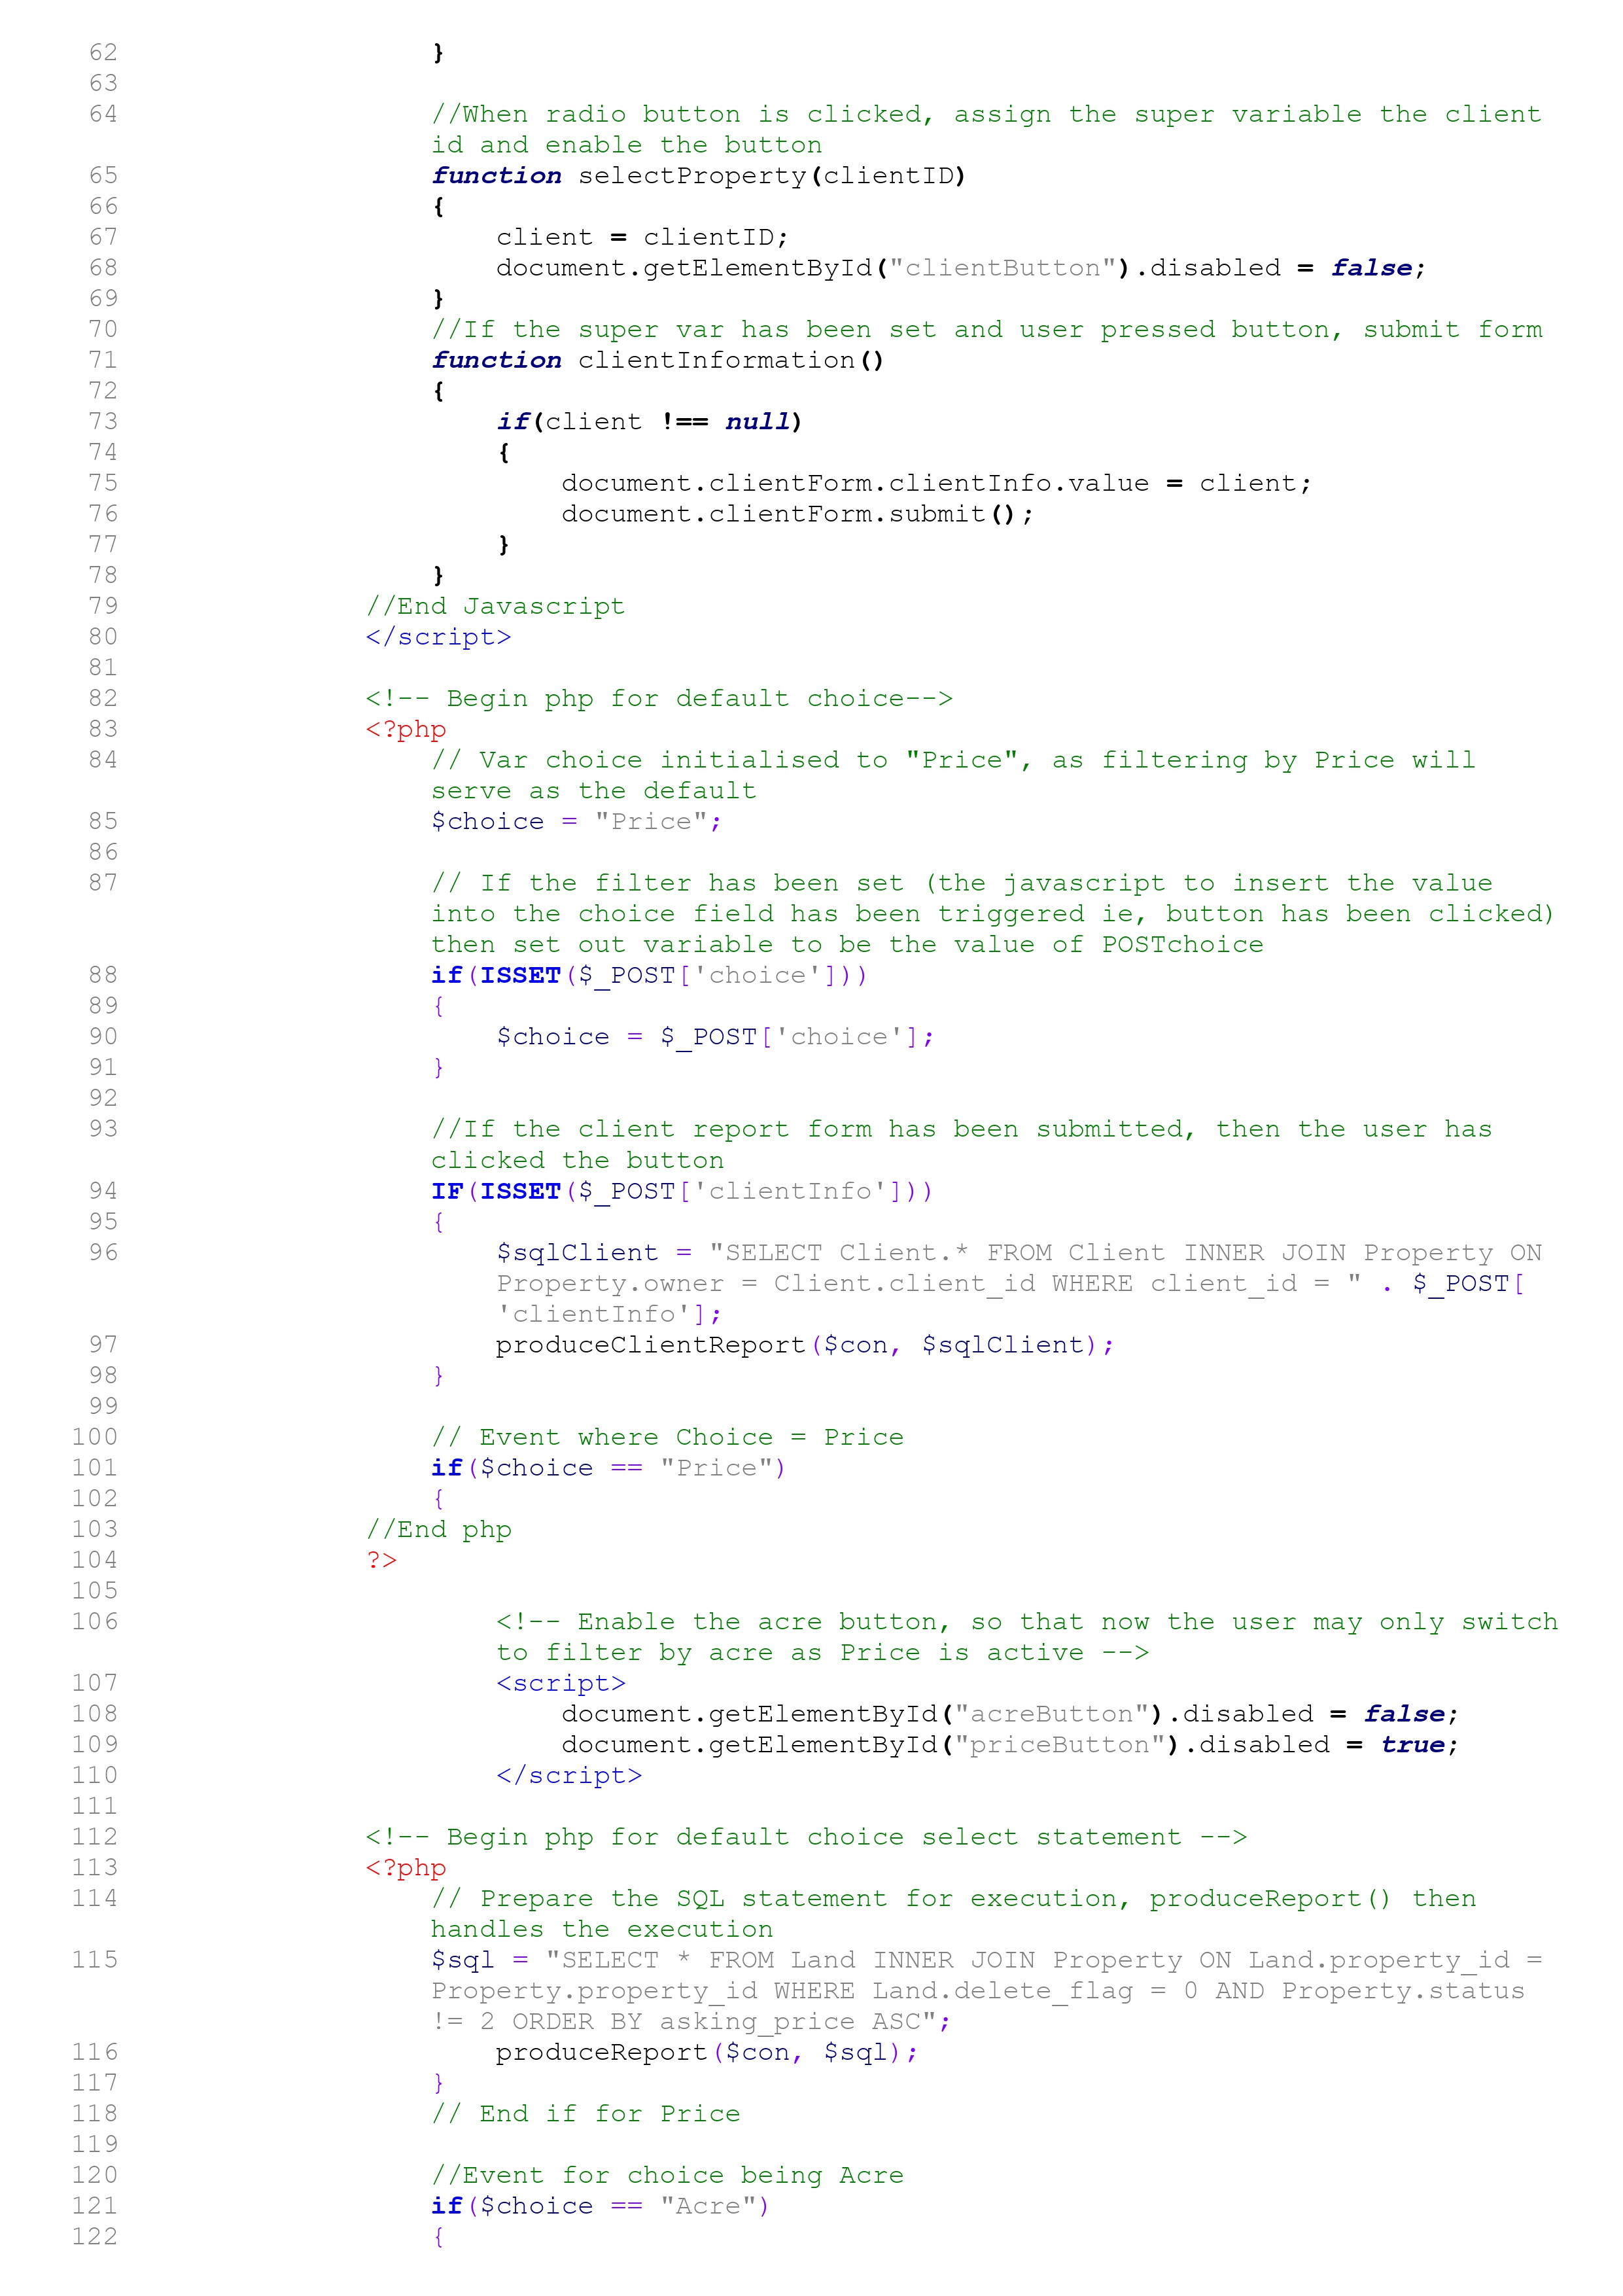 62 }
63
64 //When radio button is clicked, assign the super variable the client
id and enable the button
65 function selectProperty(clientID)
66 {
67 client = clientID;
68 document.getElementById("clientButton").disabled = false;
69 }
70 //If the super var has been set and user pressed button, submit form
71 function clientInformation()
72 {
73 if(client !== null)
74 {
75 document.clientForm.clientInfo.value = client;
76 document.clientForm.submit();
77 }
78 }
79 //End Javascript
80 </script>
81
82 <!-- Begin php for default choice-->
83 <?php
84 // Var choice initialised to "Price", as filtering by Price will
serve as the default
85 $choice = "Price";
86
87 // If the filter has been set (the javascript to insert the value
into the choice field has been triggered ie, button has been clicked)
then set out variable to be the value of POSTchoice
88 if(ISSET($_POST['choice']))
89 {
90 $choice = $_POST['choice'];
91 }
92
93 //If the client report form has been submitted, then the user has
clicked the button
94 IF(ISSET($_POST['clientInfo']))
95 {
96 $sqlClient = "SELECT Client.* FROM Client INNER JOIN Property ON
Property.owner = Client.client_id WHERE client_id = " . $_POST[
'clientInfo'];
97 produceClientReport($con, $sqlClient);
98 }
99
100 // Event where Choice = Price
101 if($choice == "Price")
102 {
103 //End php
104 ?>
105
106 <!-- Enable the acre button, so that now the user may only switch
to filter by acre as Price is active -->
107 <script>
108 document.getElementById("acreButton").disabled = false;
109 document.getElementById("priceButton").disabled = true;
110 </script>
111
112 <!-- Begin php for default choice select statement -->
113 <?php
114 // Prepare the SQL statement for execution, produceReport() then
handles the execution
115 $sql = "SELECT * FROM Land INNER JOIN Property ON Land.property_id =
Property.property_id WHERE Land.delete_flag = 0 AND Property.status
!= 2 ORDER BY asking_price ASC";
116 produceReport($con, $sql);
117 }
118 // End if for Price
119
120 //Event for choice being Acre
121 if($choice == "Acre")
122 {